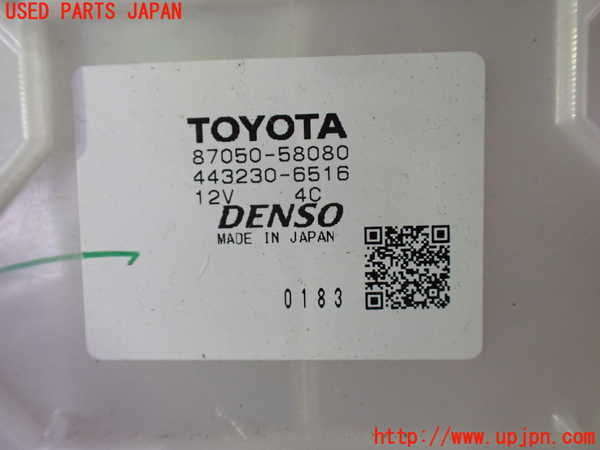 USED PARTS JAPAN
TOYOTA
87050-58080
443230-6516
12V 4C
DENSO
MADE IN JAPAN
0183
http://www.upjpn.com/